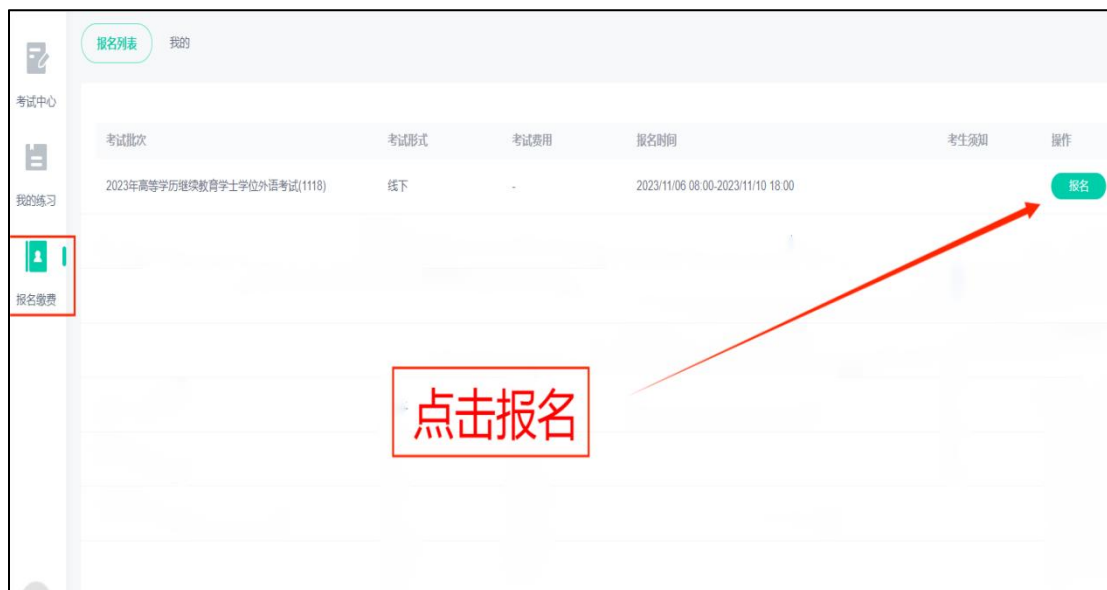 报名列表 我的
考试中心
我的练习
报名缴费
考试批次 考试形式 考试费用 报名时间 考生须知 操作
2023年高等学历继续教育学士学位外语考试(1118) 线下 - 2023/11/06 08:00-2023/11/10 18:00 报名
点击报名